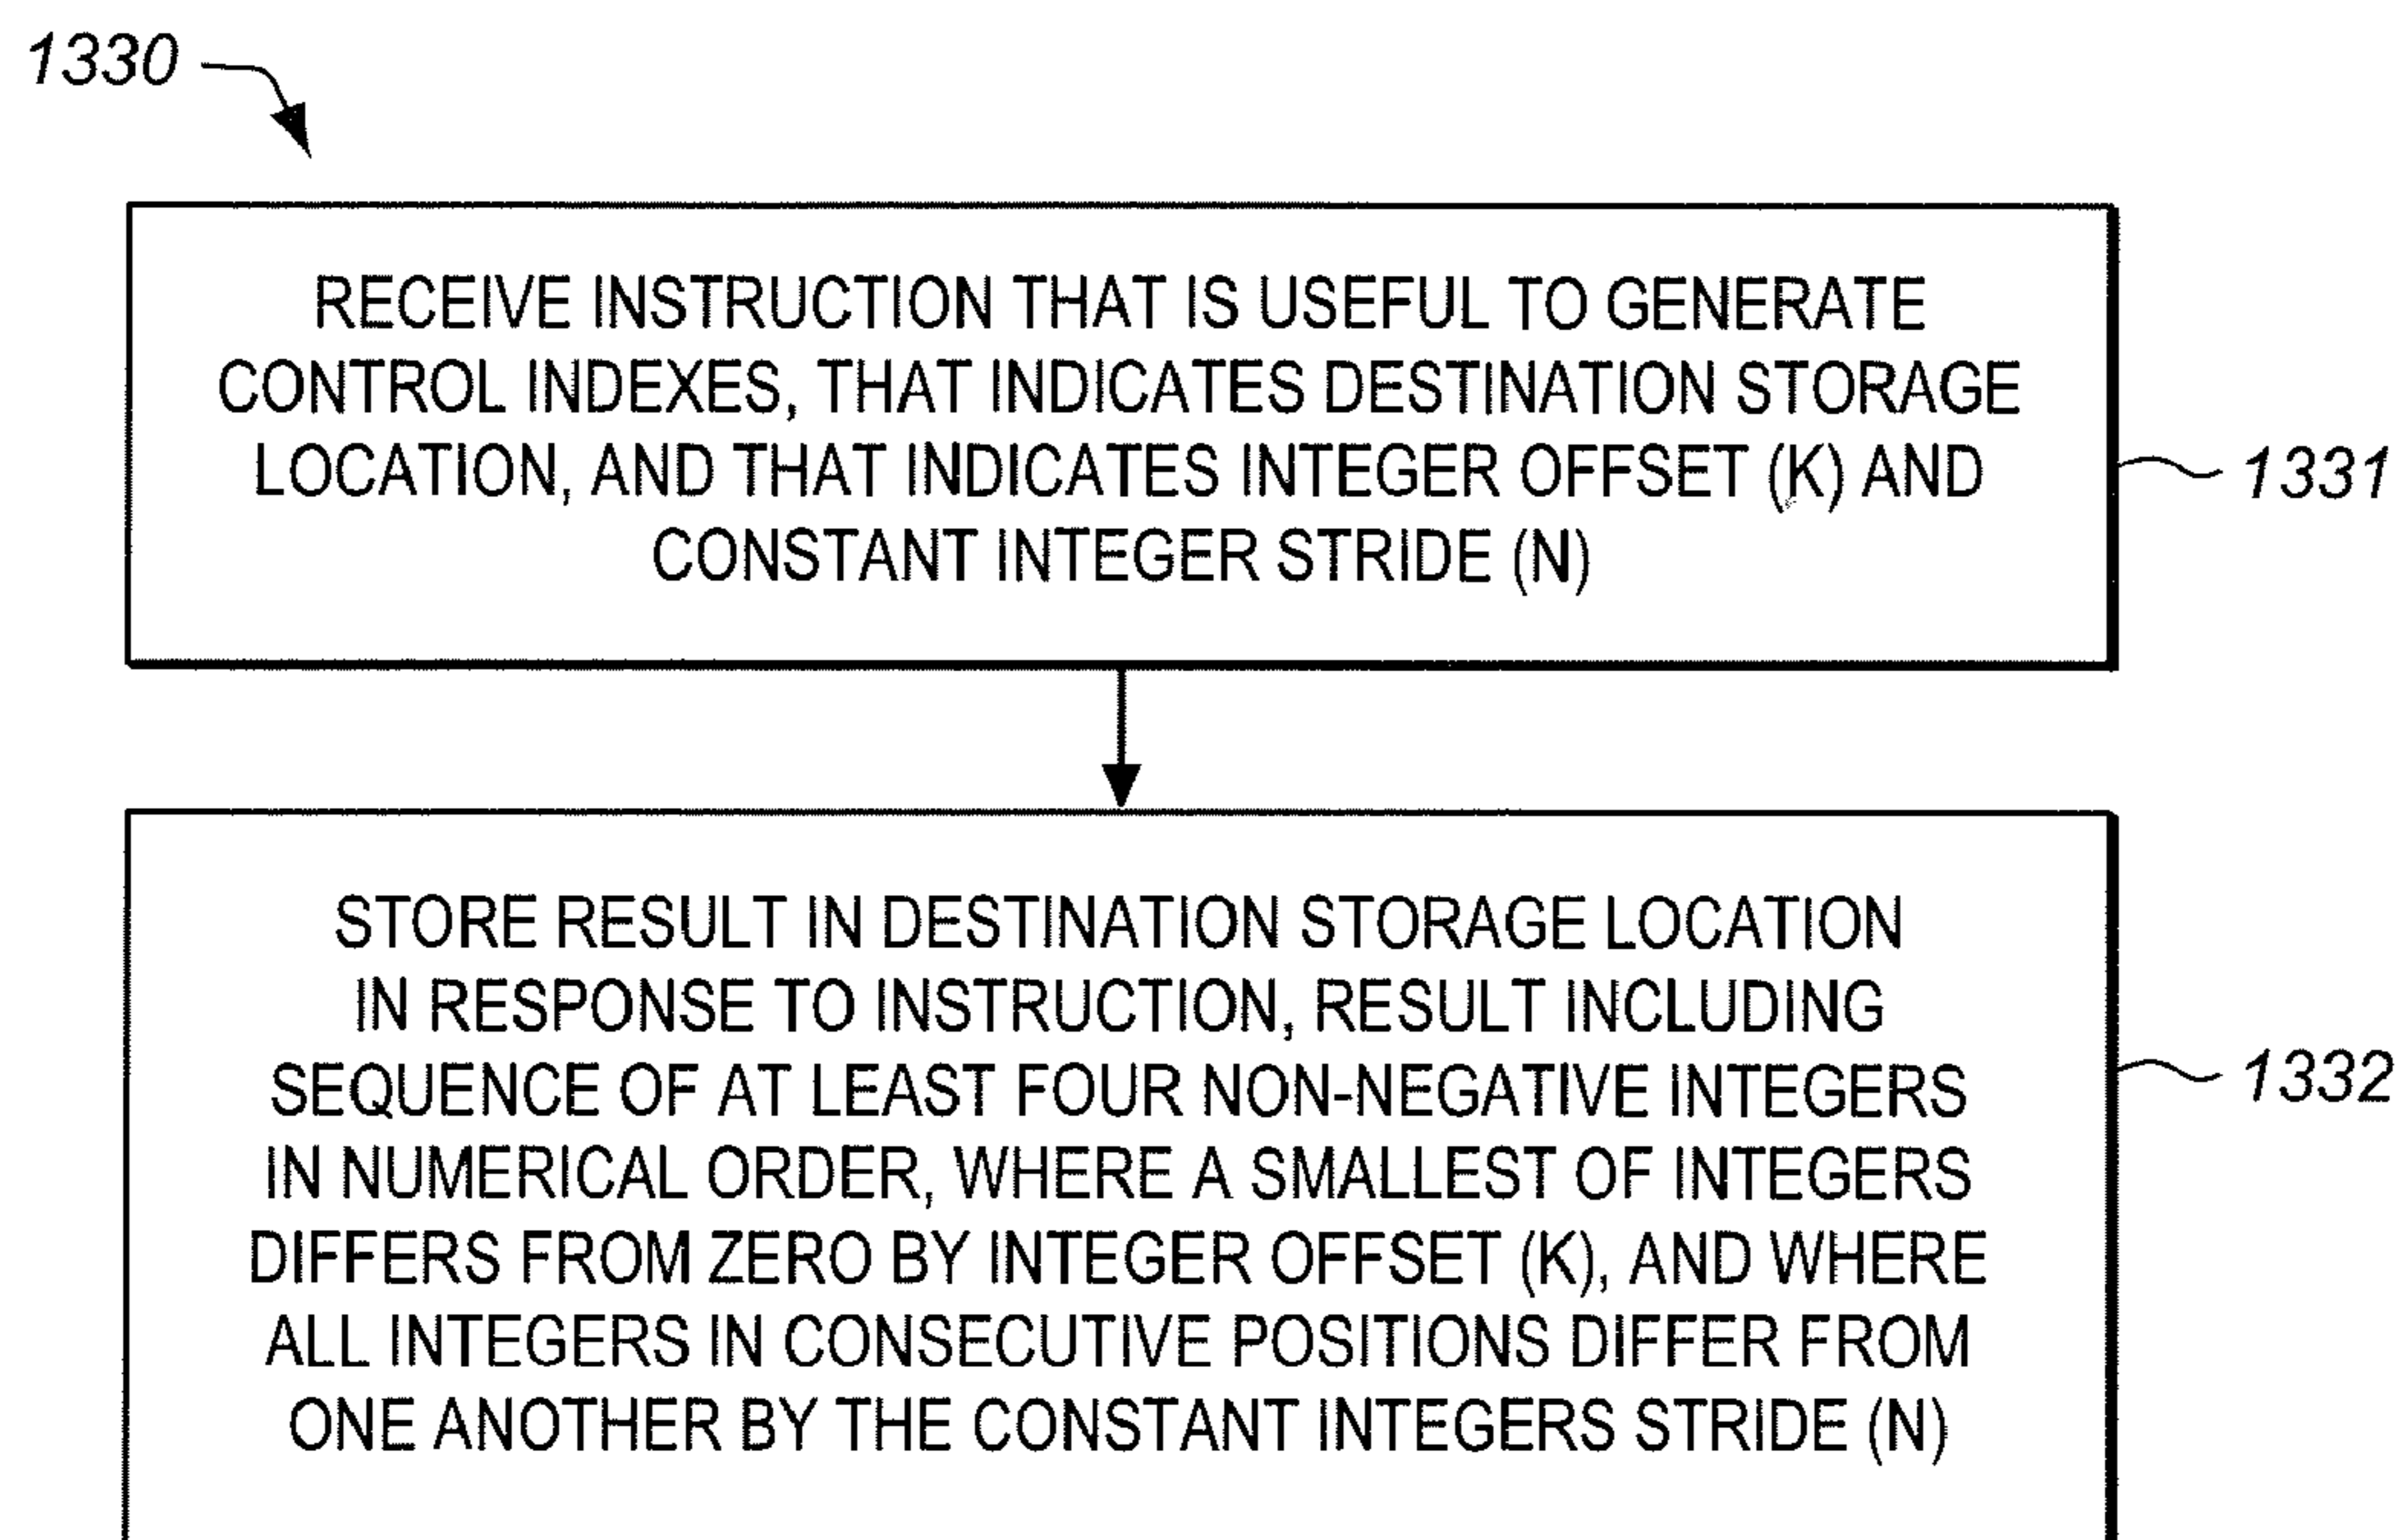 1330
RECEIVE INSTRUCTION THAT IS USEFUL TO GENERATE
CONTROL INDEXES, THAT INDICATES DESTINATION STORAGE
LOCATION, AND THAT INDICATES INTEGER OFFSET (K) AND
CONSTANT INTEGER STRIDE (N)
1331
STORE RESULT IN DESTINATION STORAGE LOCATION
IN RESPONSE TO INSTRUCTION, RESULT INCLUDING
SEQUENCE OF AT LEAST FOUR NON-NEGATIVE INTEGERS
IN NUMERICAL ORDER, WHERE A SMALLEST OF INTEGERS
DIFFERS FROM ZERO BY INTEGER OFFSET (K), AND WHERE
ALL INTEGERS IN CONSECUTIVE POSITIONS DIFFER FROM
ONE ANOTHER BY THE CONSTANT INTEGERS STRIDE (N)
1332